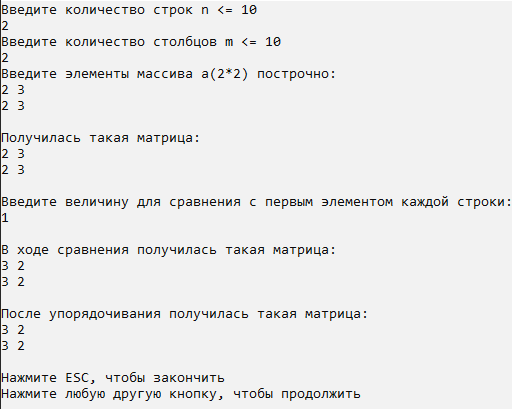 Введите количество строк n <= 10
2
Введите количество столбцов m <= 10
2
Введите элементы массива a(2*2) построчно:
2 3
2 3
Получилась такая матрица:
2 3
2 3
Введите величину для сравнения с первым элементом каждой строки:
1
В ходе сравнения получилась такая матрица:
3 2
3 2
После упорядочивания получилась такая матрица:
3 2
3 2
Нажмите ESC, чтобы закончить
Нажмите любую другую кнопку, чтобы продолжить